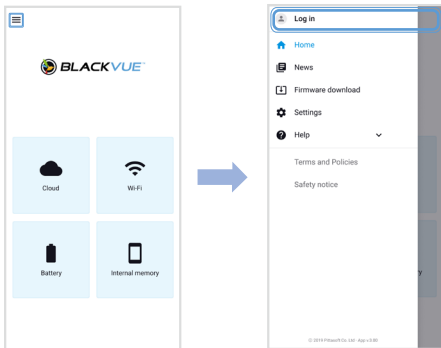 BLACKVUE
Cloud
Wi-Fi
Battery
Internal memory
Log in
Home
News
Firmware download
Settings
Help
Terms and Policies
Safety notice
y